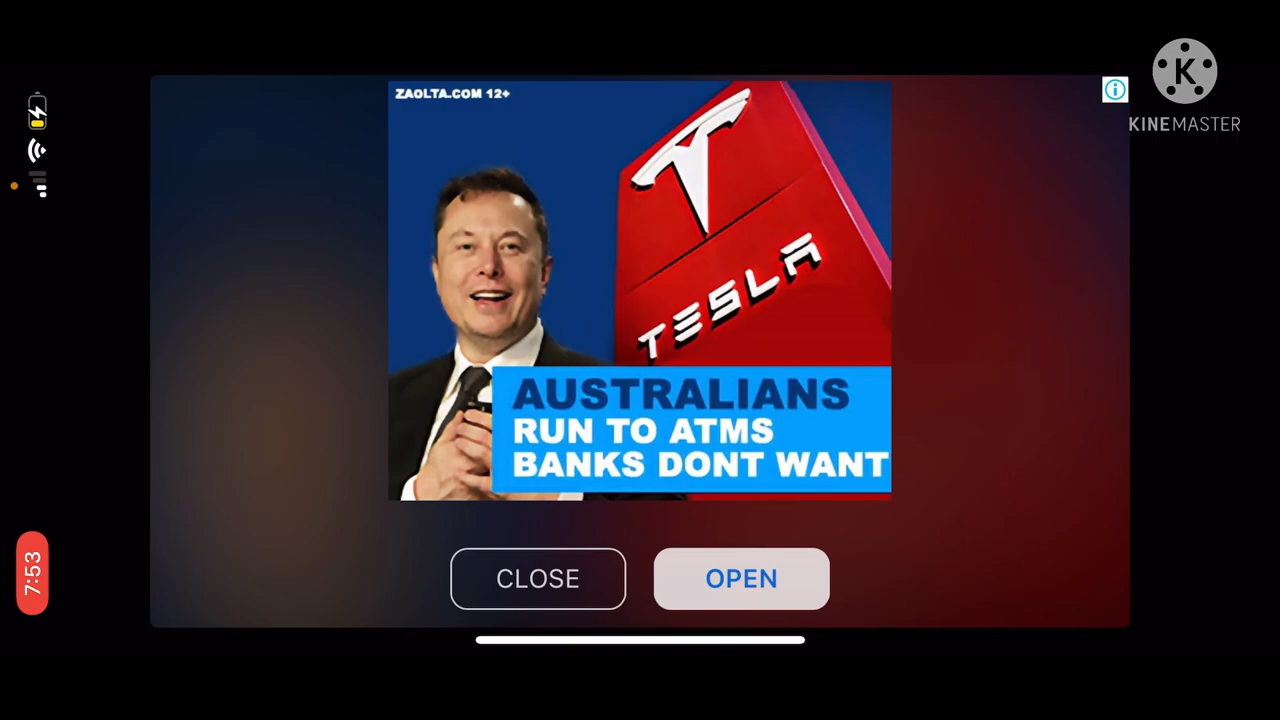 ZAOLTA.COM 12+
K
KINEMASTER
TESLA
AUSTRALIANS
RUN TO ATMS
BANKS DONT WANT
7:53
CLOSE
OPEN